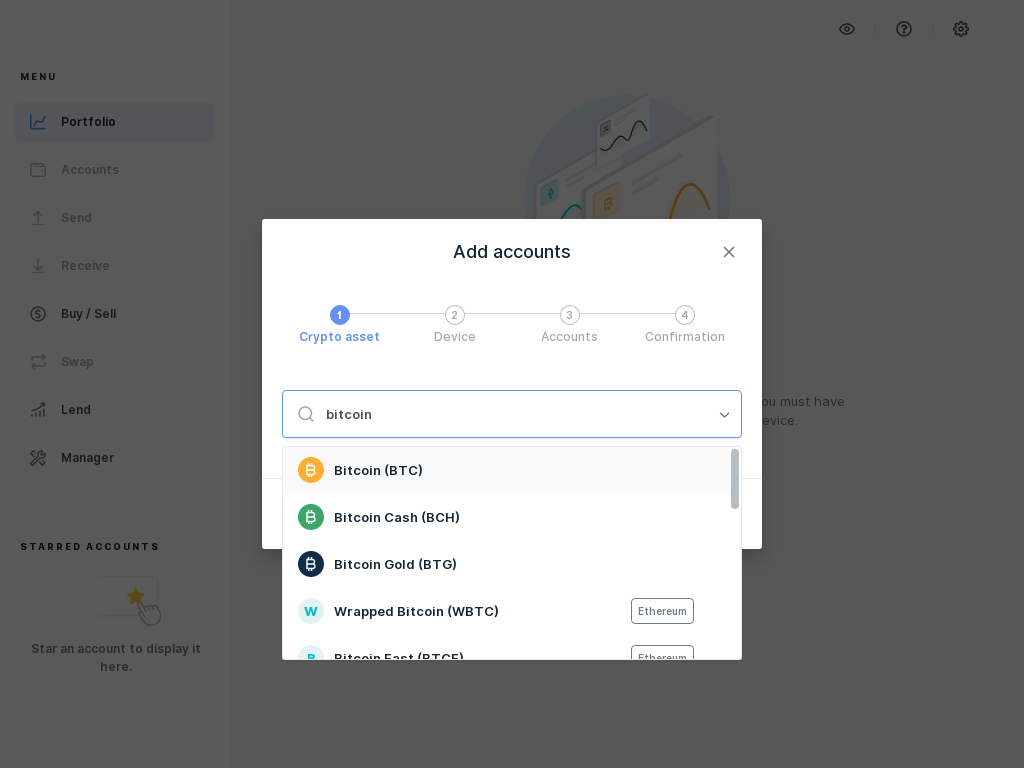 MENU
Portfolio
Accounts
Send
Receive
Buy / Sell
Swap
Lend
Manager
STARRED ACCOUNTS
Star an account to display it
here.
ou must have
evice.
Add accounts
1
2
3
4
Crypto asset
Device
Accounts
Confirmation
bitcoin
Bitcoin (BTC)
Bitcoin Cash (BCH)
Bitcoin Gold (BTG)
W Wrapped Bitcoin (WBTC) Ethereum
B Bitcoin Fast (BTCF) Ethereum